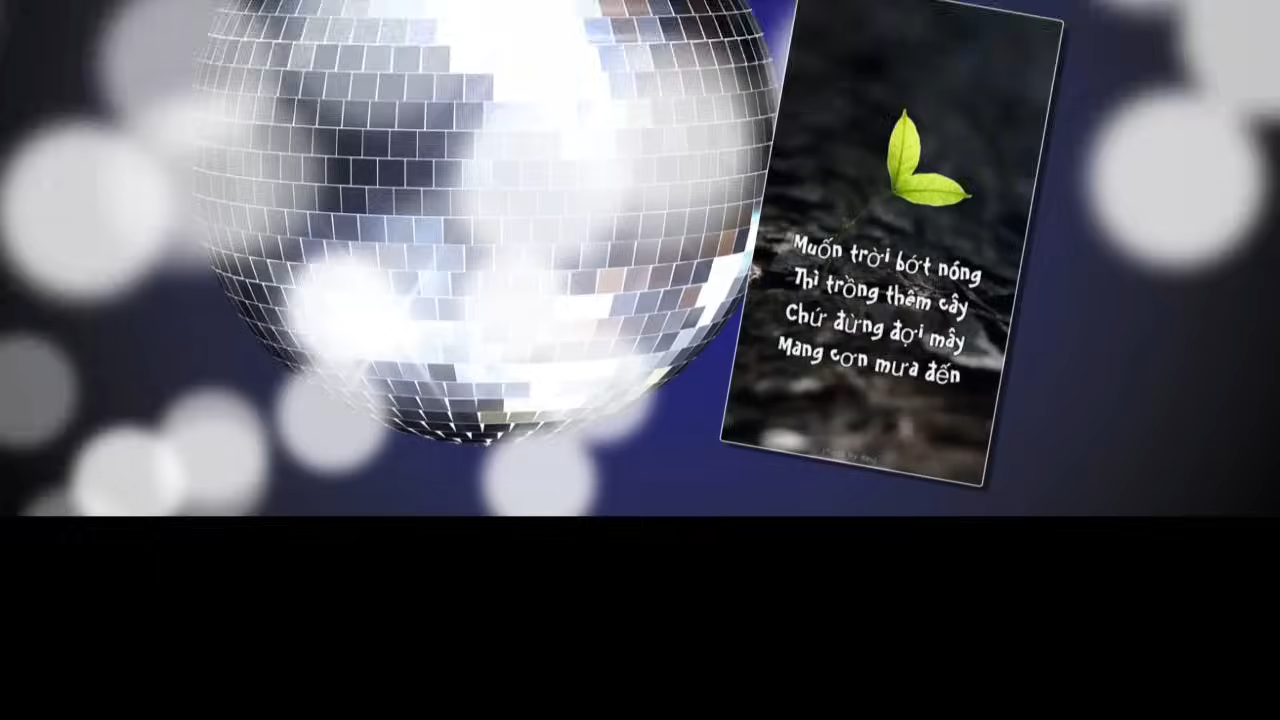 Muốn trời bớt nóng
Thì trồng thêm cây
Chứ đừng đợi mây
Mang cơn mưa đến